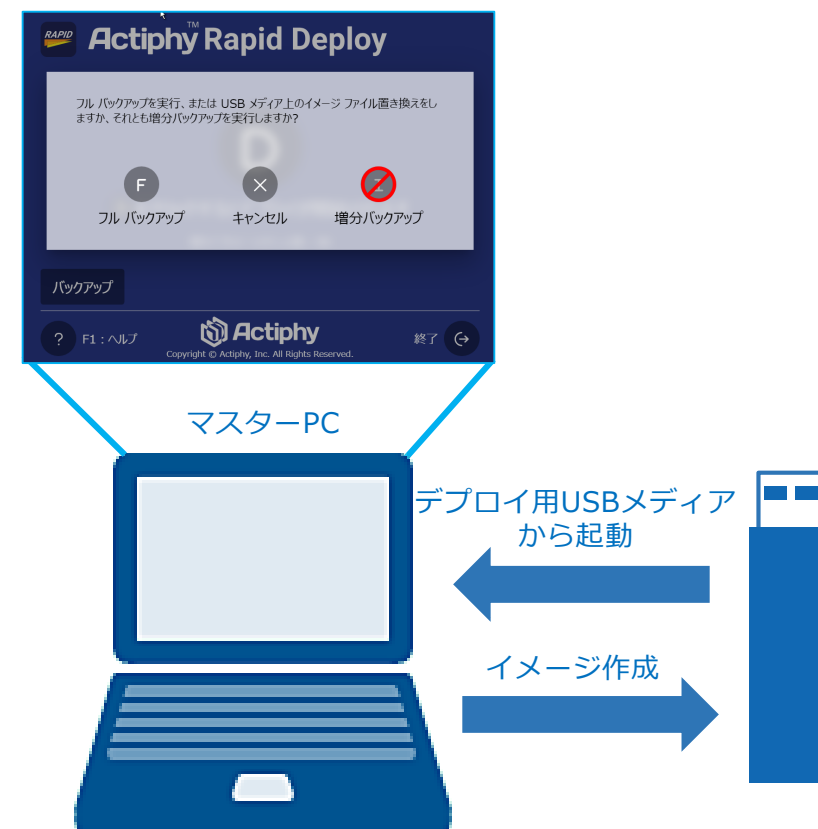 RAPID
Actiphy™ Rapid Deploy
フル バックアップを実行、または USB メディア上のイメージ ファイル置き換えをし
ますか、それとも増分バックアップを実行しますか?
F
フル バックアップ
キャンセル
増分バックアップ
バックアップ
? F1 : ヘルプ
Actiphy
Copyright © Actiphy, Inc. All Rights Reserved.
終了
マスターPC
デプロイ用USBメディア
から起動
イメージ作成